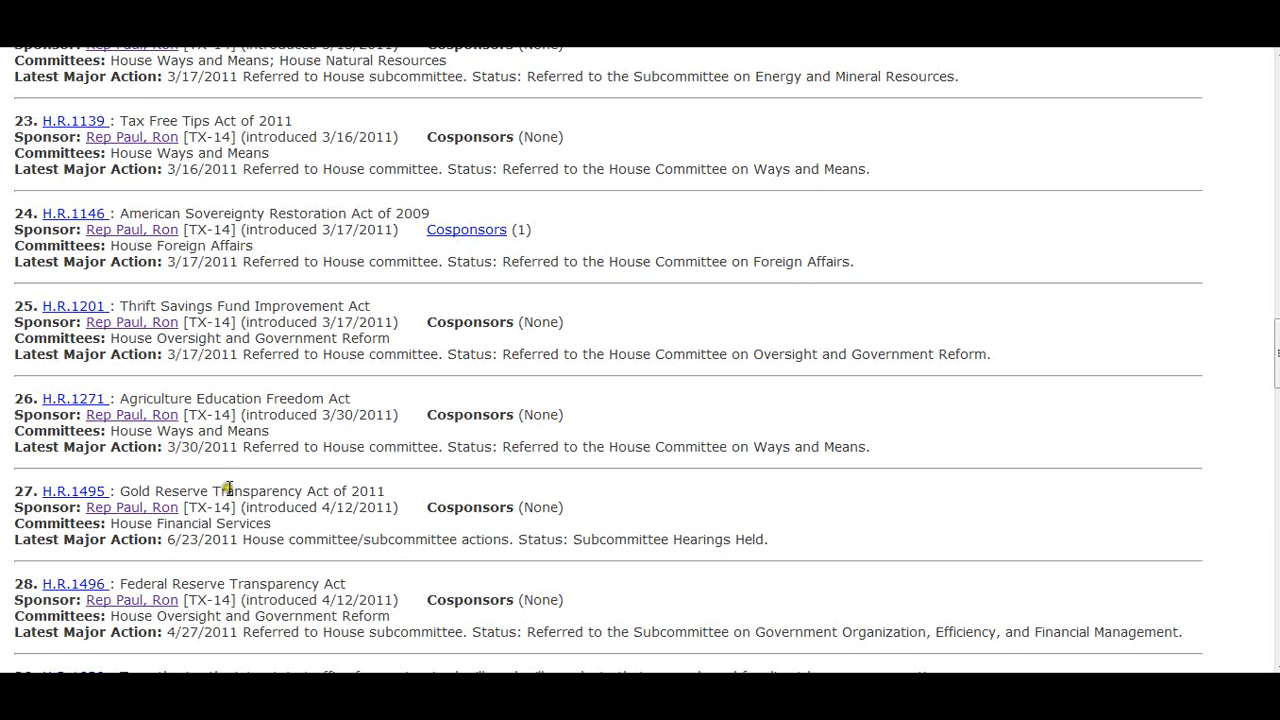 Sponsor: Rep Paul, Ron [TX-14] (introduced 3/15/2011) Cosponsors (None)
Committees: House Ways and Means; House Natural Resources
Latest Major Action: 3/17/2011 Referred to House subcommittee. Status: Referred to the Subcommittee on Energy and Mineral Resources.
23. H.R.1139 : Tax Free Tips Act of 2011
Sponsor: Rep Paul, Ron [TX-14] (introduced 3/16/2011) Cosponsors (None)
Committees: House Ways and Means
Latest Major Action: 3/16/2011 Referred to House committee. Status: Referred to the House Committee on Ways and Means.
24. H.R.1146 : American Sovereignty Restoration Act of 2009
Sponsor: Rep Paul, Ron [TX-14] (introduced 3/17/2011) Cosponsors (1)
Committees: House Foreign Affairs
Latest Major Action: 3/17/2011 Referred to House committee. Status: Referred to the House Committee on Foreign Affairs.
25. H.R.1201 : Thrift Savings Fund Improvement Act
Sponsor: Rep Paul, Ron [TX-14] (introduced 3/17/2011) Cosponsors (None)
Committees: House Oversight and Government Reform
Latest Major Action: 3/17/2011 Referred to House committee. Status: Referred to the House Committee on Oversight and Government Reform.
26. H.R.1271 : Agriculture Education Freedom Act
Sponsor: Rep Paul, Ron [TX-14] (introduced 3/30/2011) Cosponsors (None)
Committees: House Ways and Means
Latest Major Action: 3/30/2011 Referred to House committee. Status: Referred to the House Committee on Ways and Means.
27. H.R.1495 : Gold Reserve Transparency Act of 2011
Sponsor: Rep Paul, Ron [TX-14] (introduced 4/12/2011) Cosponsors (None)
Committees: House Financial Services
Latest Major Action: 6/23/2011 House committee/subcommittee actions. Status: Subcommittee Hearings Held.
28. H.R.1496 : Federal Reserve Transparency Act
Sponsor: Rep Paul, Ron [TX-14] (introduced 4/12/2011) Cosponsors (None)
Committees: House Oversight and Government Reform
Latest Major Action: 4/27/2011 Referred to House subcommittee. Status: Referred to the Subcommittee on Government Organization, Efficiency, and Financial Management.